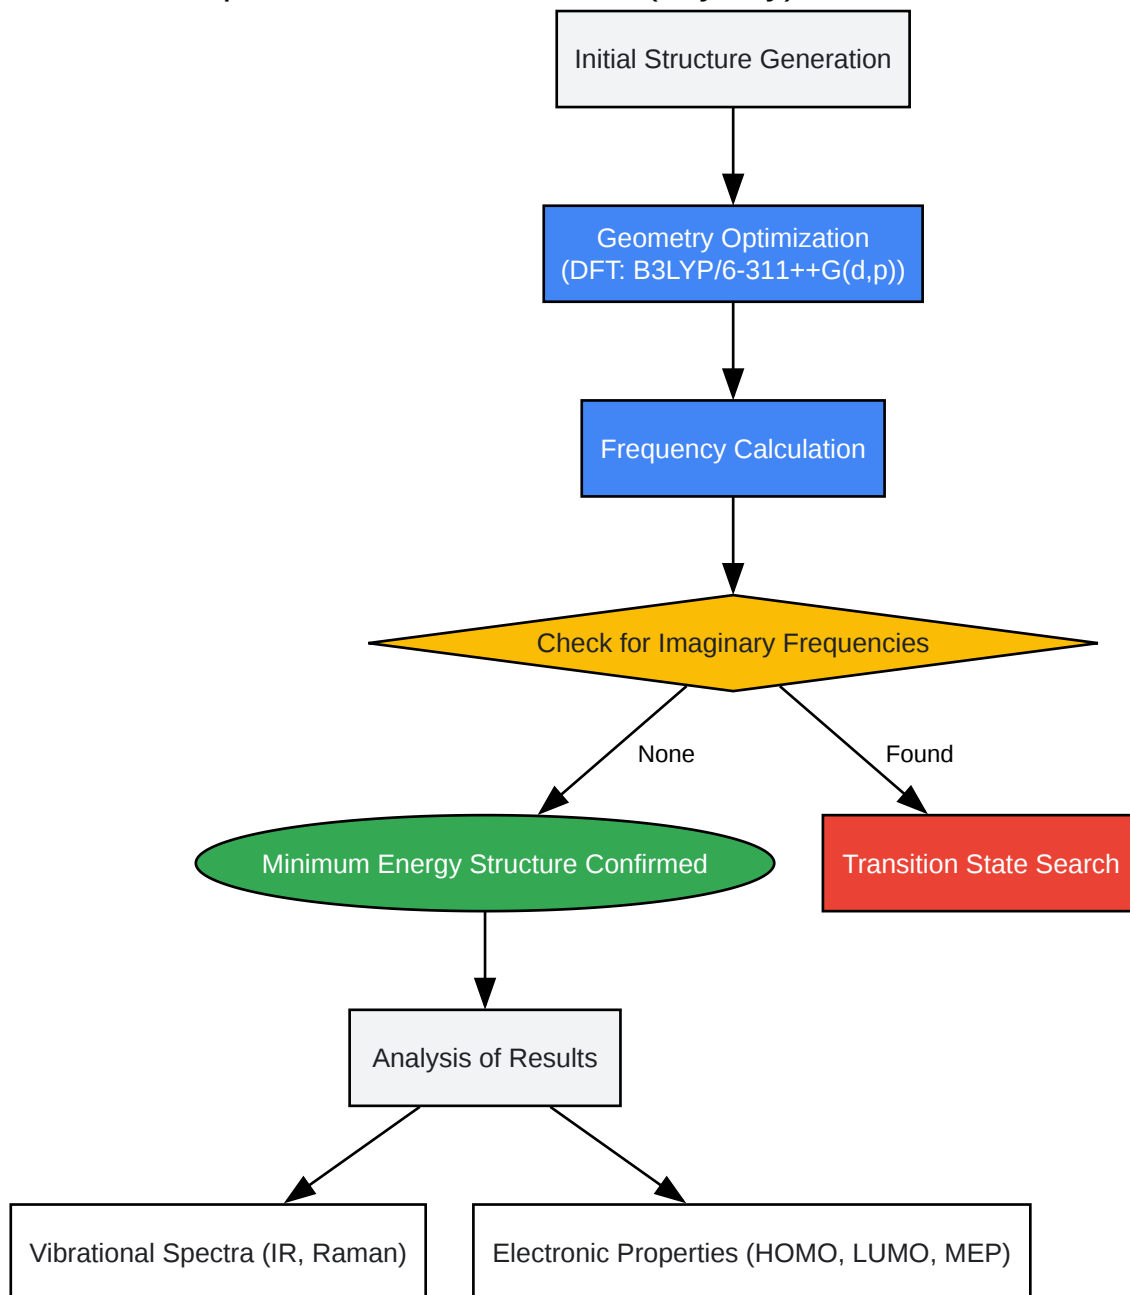 Initial Structure Generation
Geometry Optimization
(DFT: B3LYP/6-311++G(d,p))
Frequency Calculation
Check for Imaginary Frequencies
None
Found
Minimum Energy Structure Confirmed
Transition State Search
Analysis of Results
Vibrational Spectra (IR, Raman)
Electronic Properties (HOMO, LUMO, MEP)